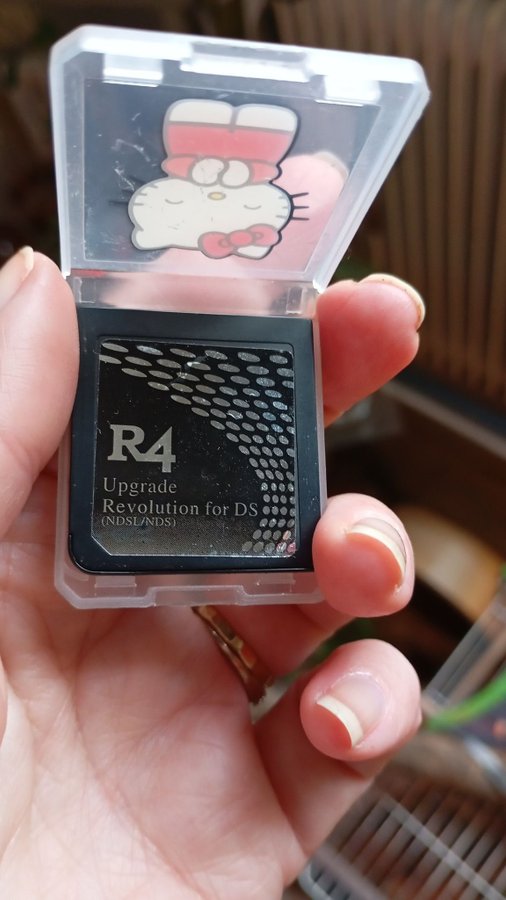 R4
Upgrade
Revolution for DS
(NDSL/NDS)